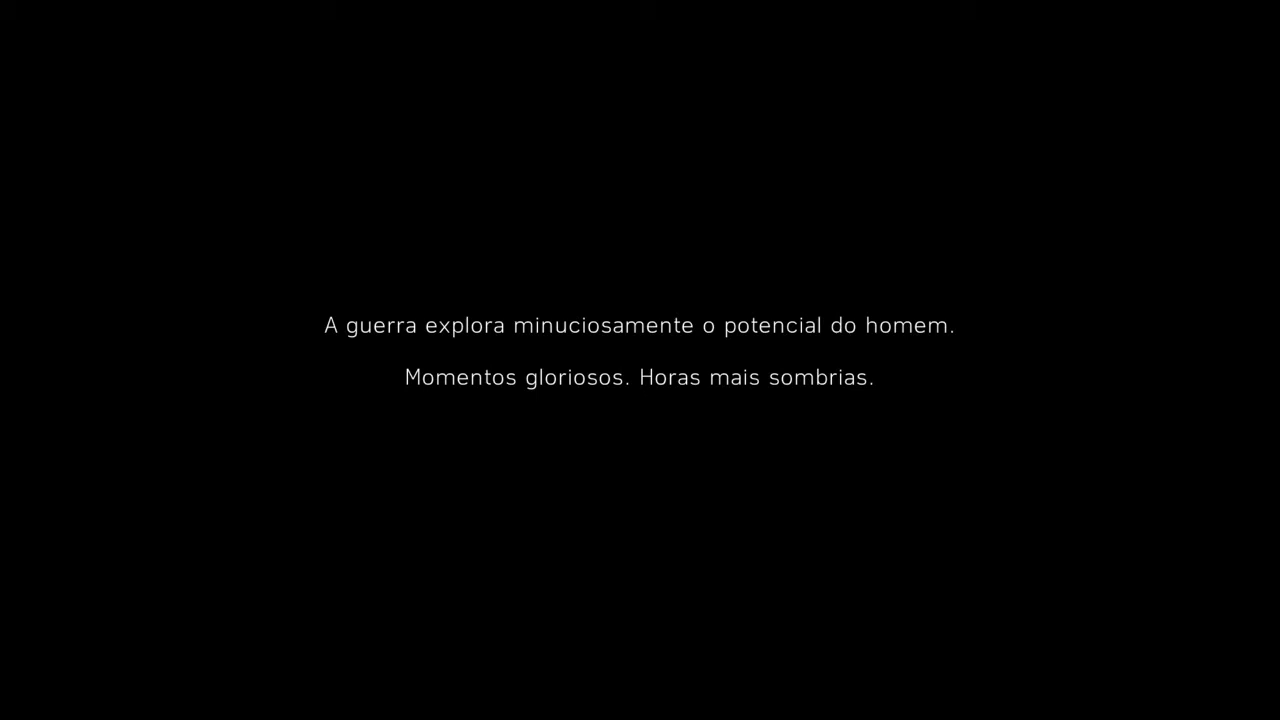 A guerra explora minuciosamente o potencial do homem.
Momentos gloriosos. Horas mais sombrias.